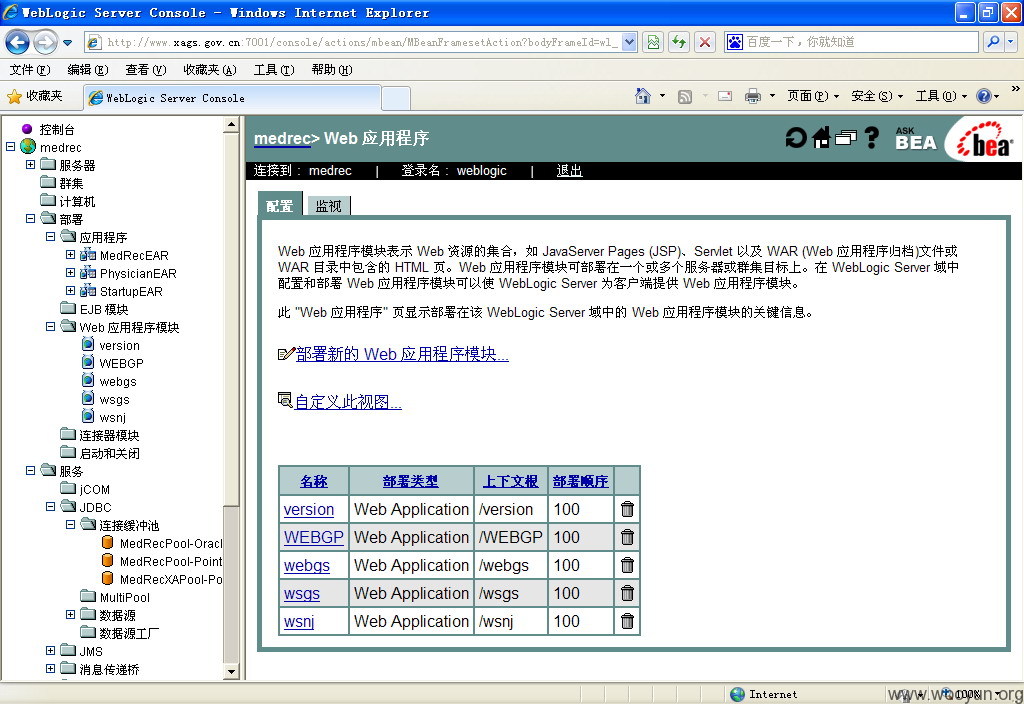 WebLogic Server Console - Windows Internet Explorer
http://www.xags.gov.cn:7001/console/actions/mbean/MBeanFramesetAction?bodyFrameId=wl_
百度一下，你就知道
文件(F) 编辑(E) 查看(V) 收藏夹(A) 工具(T) 帮助(H)
收藏夹 WebLogic Server Console 页面(P) 安全(S) 工具(O) »
控制台
medrec
服务器
群集
计算机
部署
应用程序
MedRecEAR
PhysicianEAR
StartupEAR
EJB 模块
Web 应用程序模块
version
WEBGP
webgs
wsgs
wsnj
连接器模块
启动和关闭
服务
jCOM
JDBC
连接缓冲池
MedRecPool-Oracl
MedRecPool-Point
MedRecXAPool-Po
MultiPool
数据源
数据源工厂
JMS
消息传递桥
medrec> Web 应用程序
ASK BEA
bea
连接到 : medrec | 登录名 : weblogic | 退出
配置 监视
Web 应用程序模块表示 Web 资源的集合，如 JavaServer Pages (JSP)、Servlet 以及 WAR (Web 应用程序归档)文件或
WAR 目录中包含的 HTML 页。Web 应用程序模块可部署在一个或多个服务器或群集目标上。在 WebLogic Server 域中
配置和部署 Web 应用程序模块可以使 WebLogic Server 为客户端提供 Web 应用程序模块。
此 "Web 应用程序" 页显示部署在该 WebLogic Server 域中的 Web 应用程序模块的关键信息。
部署新的 Web 应用程序模块...
自定义此视图...
名称 部署类型 上下文根 部署顺序
version Web Application /version 100
WEBGP Web Application /WEBGP 100
webgs Web Application /webgs 100
wsgs Web Application /wsgs 100
wsnj Web Application /wsnj 100
Internet 100%
www.wooyun.org